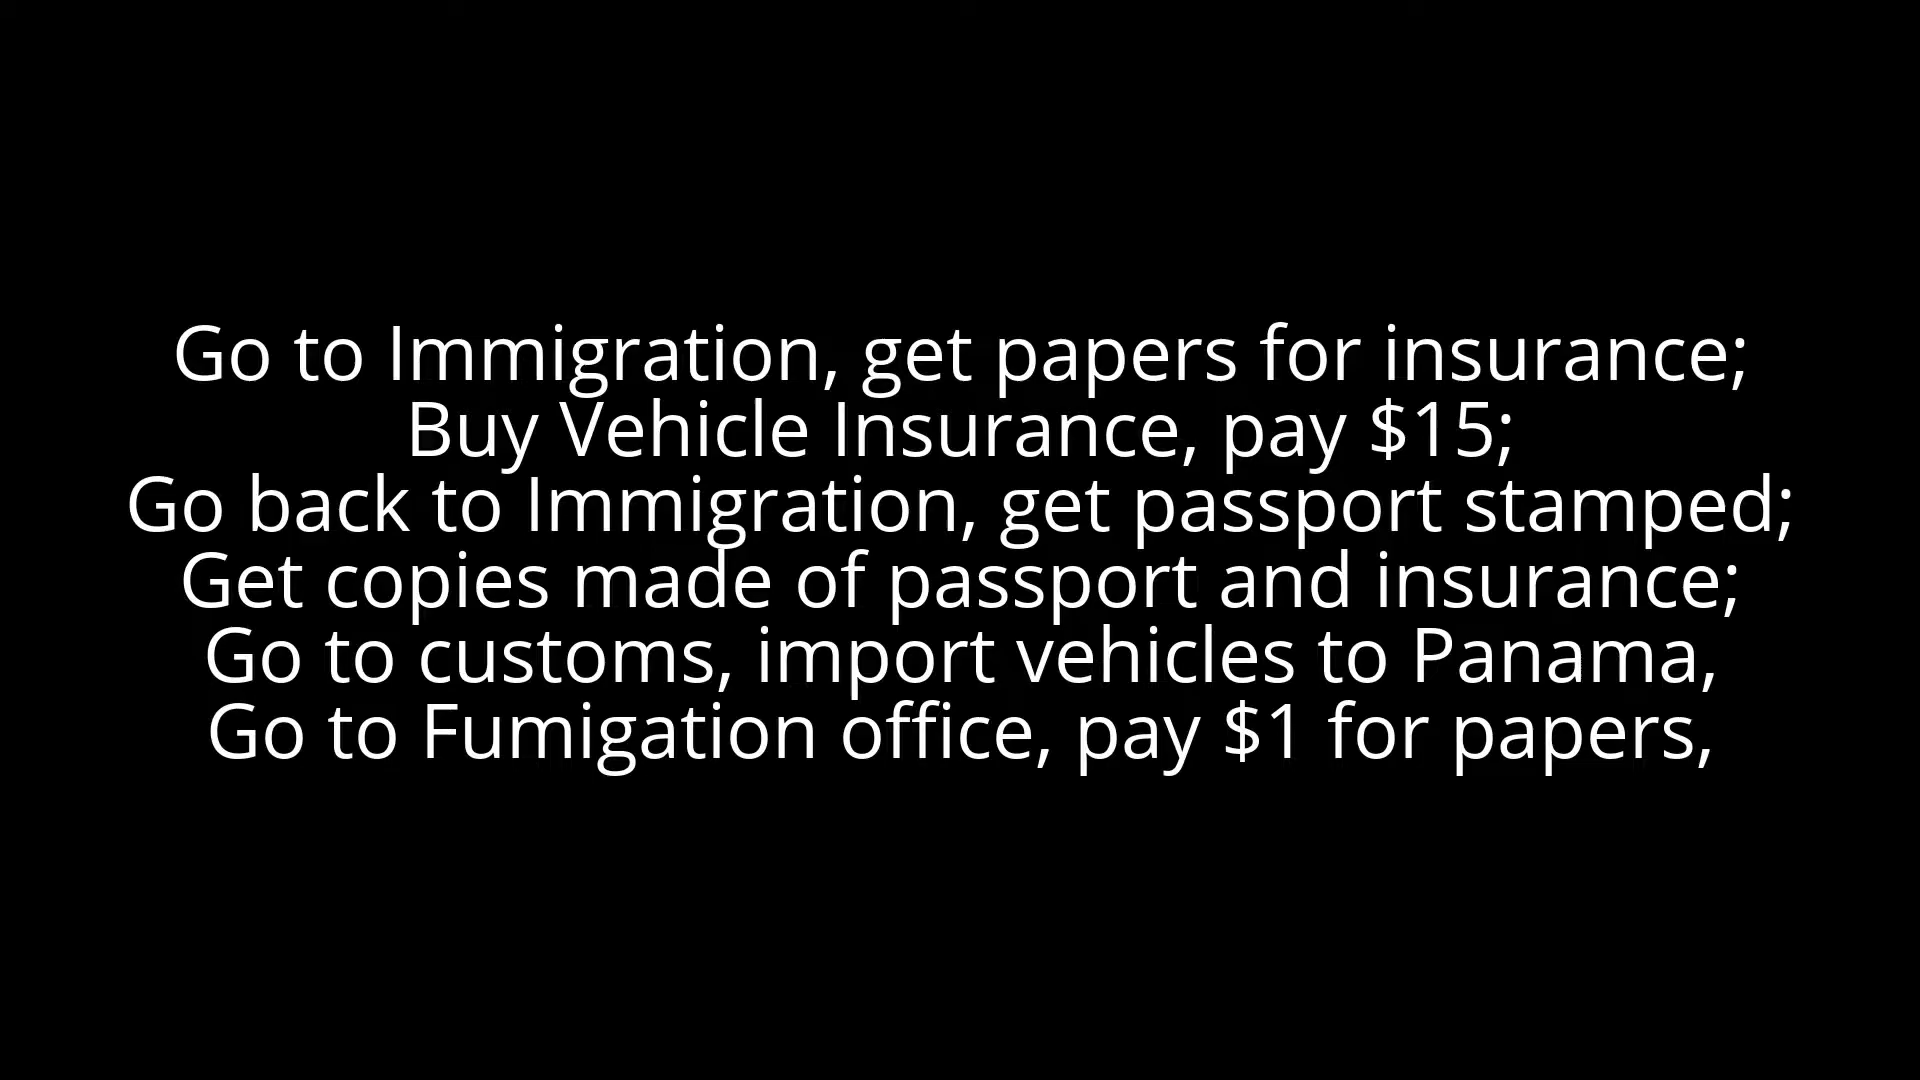 Go to Immigration, get papers for insurance;
Buy Vehicle Insurance, pay $15;
Go back to Immigration, get passport stamped;
Get copies made of passport and insurance;
Go to customs, import vehicles to Panama,
Go to Fumigation office, pay $1 for papers,